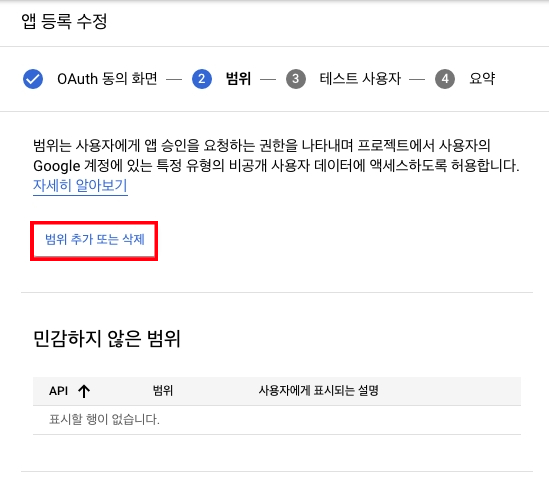 앱 등록 수정
OAuth 동의 화면 — 2 범위 — 3 테스트 사용자 — 4 요약
범위는 사용자에게 앱 승인을 요청하는 권한을 나타내며 프로젝트에서 사용자의
Google 계정에 있는 특정 유형의 비공개 사용자 데이터에 액세스하도록 허용합니다.
자세히 알아보기
범위 추가 또는 삭제
민감하지 않은 범위
API ↑ 범위 사용자에게 표시되는 설명
표시할 행이 없습니다.